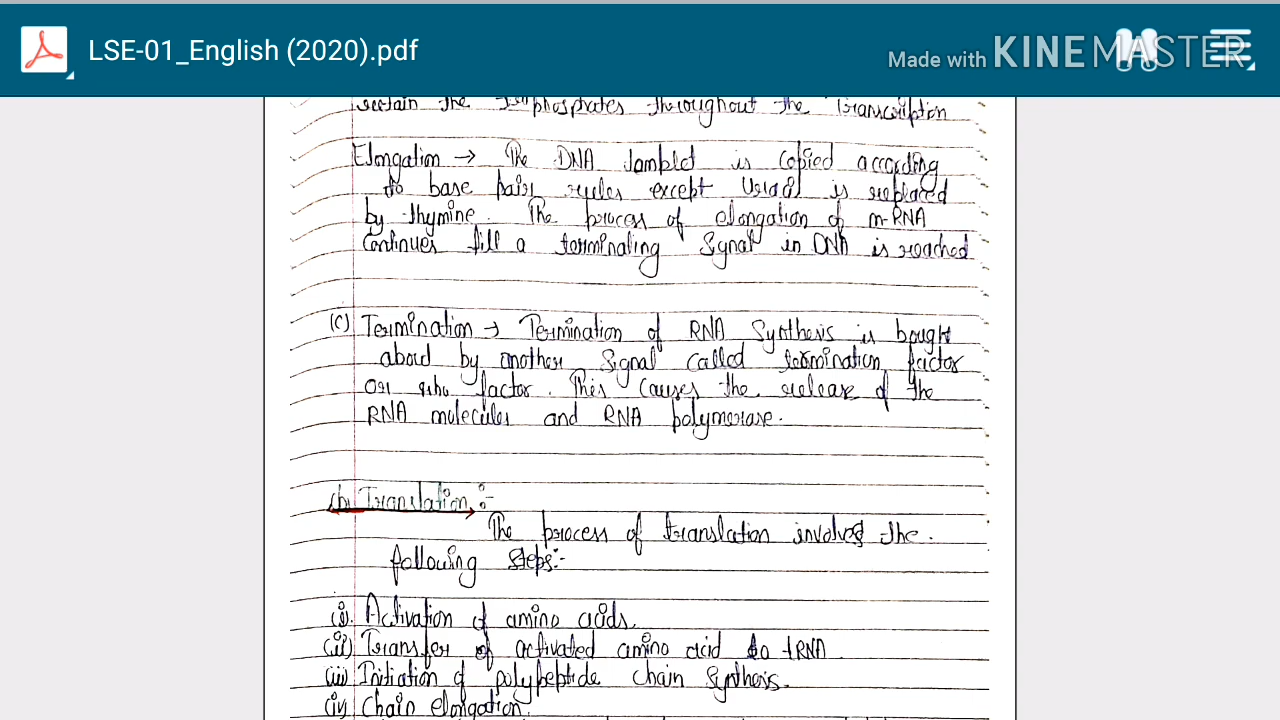 LSE-01_English (2020).pdf
Made with KINEMASTER
the Triphosphates throughout the Transcription
Elongation → The DNA Templet is copied according
to base pair rules except Uracil is replaced
by thymine. The process of elongation of m-RNA
Continues till a terminating Signal in DNA is reached
(c) Termination → Termination of RNA Synthesis is bought
about by another Signal called termination factor
or rho factor. This causes the release of the
RNA molecules and RNA polymerase.
(b) Translation :-
The process of translation involves the.
following steps:-
(i) Activation of amino acids.
(ii) Transfer of activated amino acid to tRNA.
(iii) Initiation of polypeptide chain synthesis.
(iv) Chain elongation